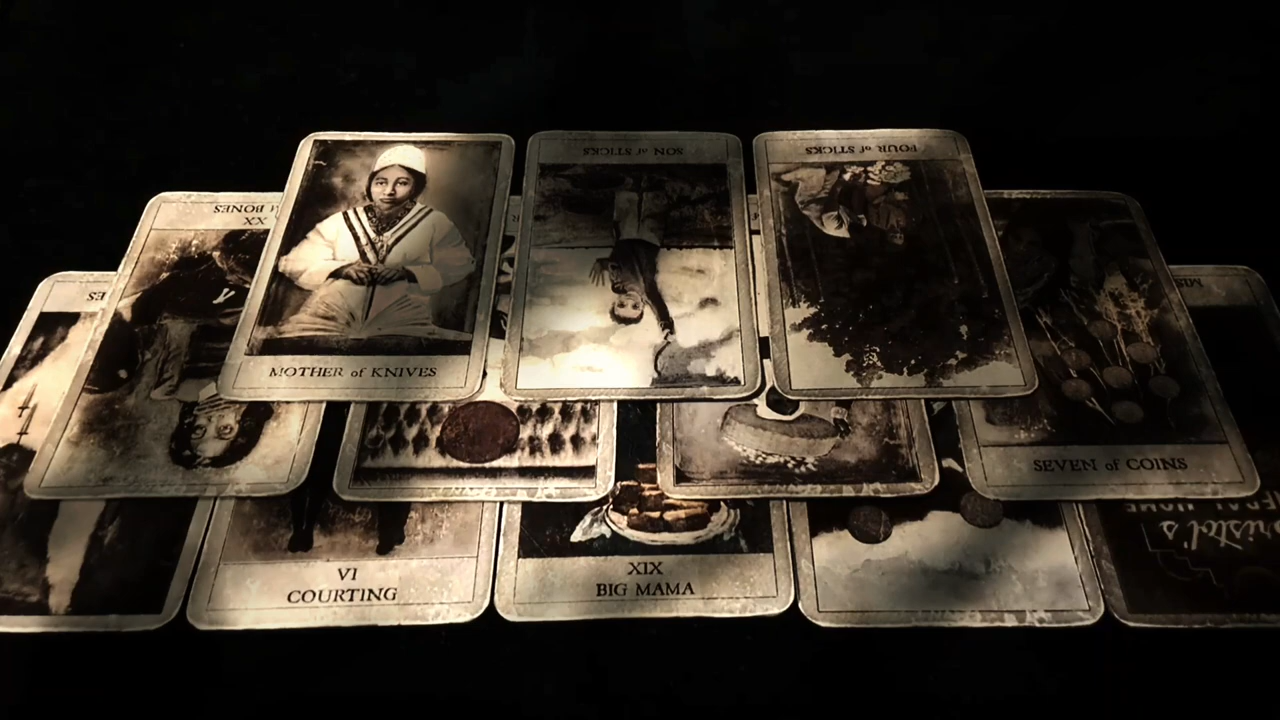 MOTHER of KNIVES
SON of STICKS
FOUR of STICKS
BONES
XX
SEVEN of COINS
VI
COURTING
XIX
BIG MAMA
HOME